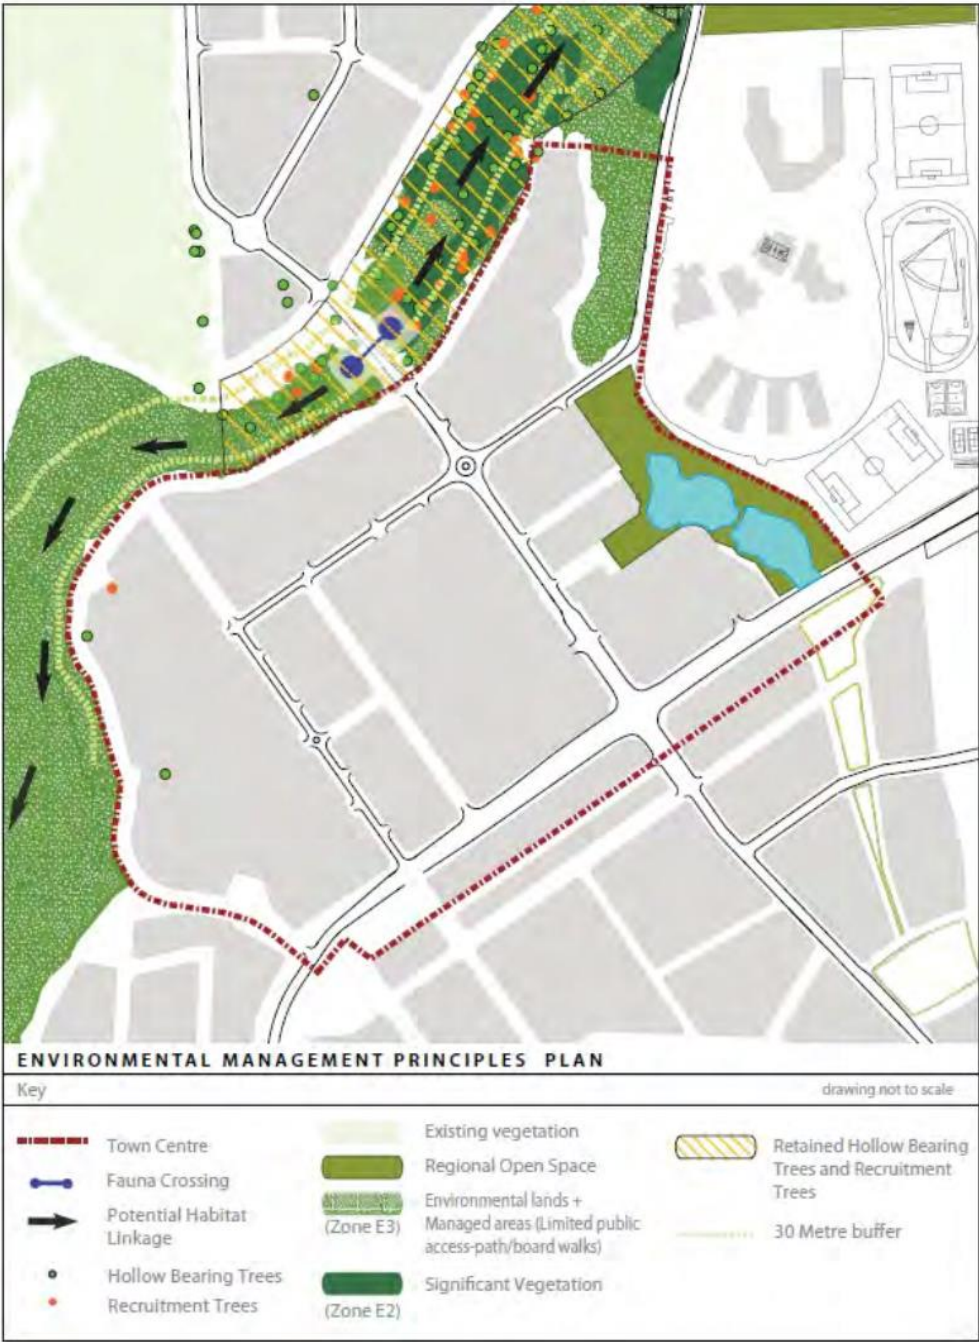 ENVIRONMENTAL MANAGEMENT PRINCIPLES PLAN
Key
drawing not to scale
Town Centre
Fauna Crossing
Potential Habitat
Linkage
Hollow Bearing Trees
Recruitment Trees
Existing vegetation
Regional Open Space
Environmental lands +
Managed areas (Limited public
access-path/board walks)
(Zone E3)
Significant Vegetation
(Zone E2)
Retained Hollow Bearing
Trees and Recruitment
Trees
30 Metre buffer